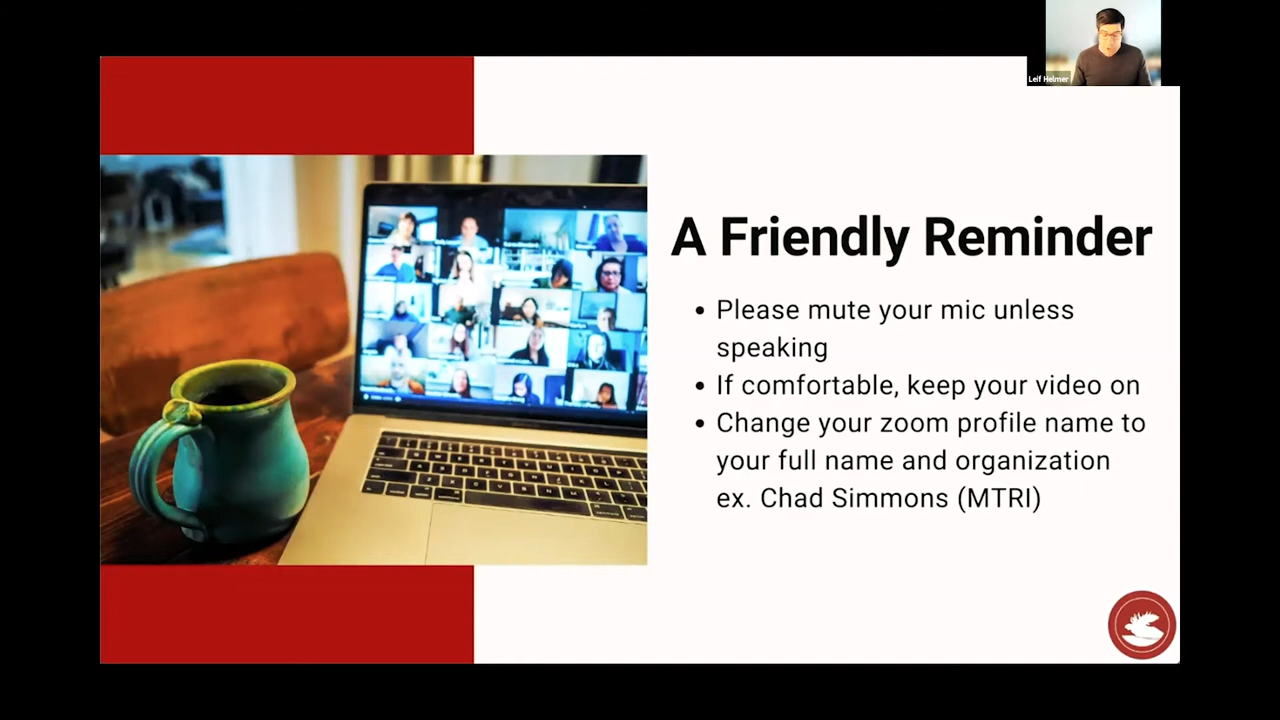 Leif Helmer
A Friendly Reminder
• Please mute your mic unless
speaking
• If comfortable, keep your video on
• Change your zoom profile name to
your full name and organization
ex. Chad Simmons (MTRI)